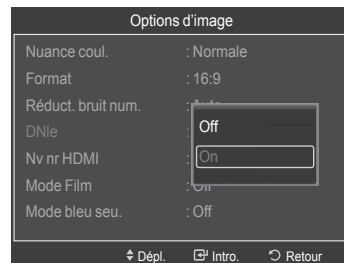 Options d'image
Nuance coul. : Normale
Format : 16:9
Réduct. bruit num. :
DNIe :
Off
Nv nr HDMI :
On
Mode Film :
Mode bleu seu. : Off
Dépl. Intro. Retour